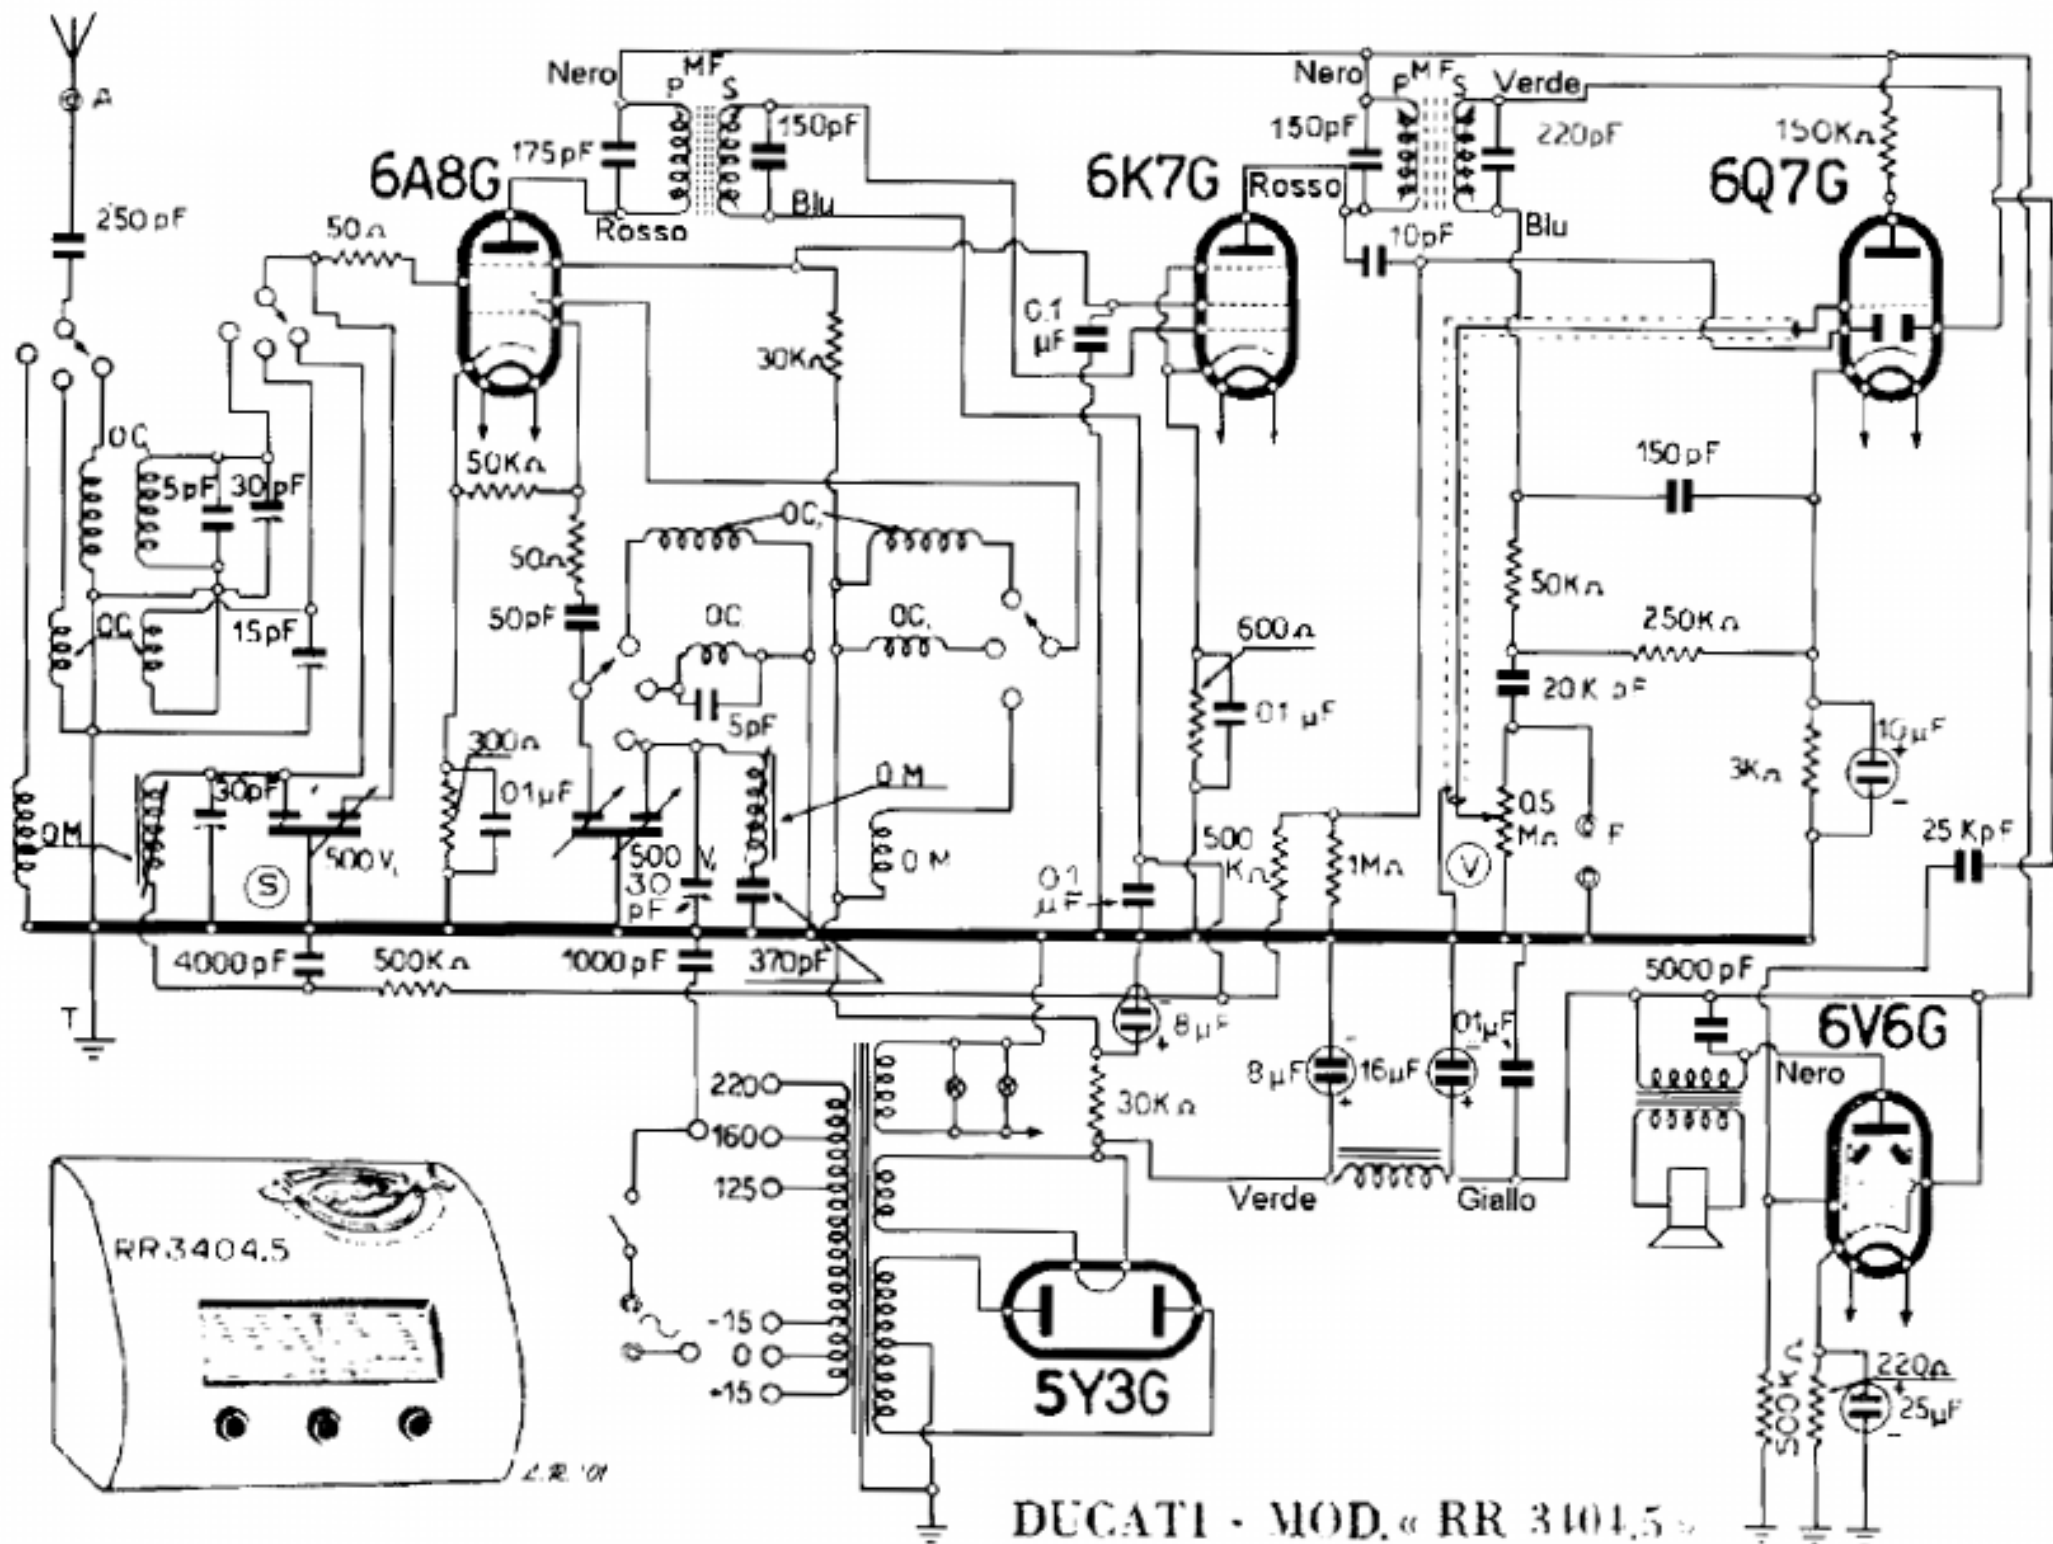 Nero
P
MF
S
Nero
P
MF
S
Verde
A
175pF
150pF
150pF
220pF
150KΩ
6A8G
6K7G
6Q7G
Blu
Rosso
Rosso
Blu
250pF
50Ω
10pF
0.1
µF
30KΩ
OC
5pF
30pF
50KΩ
150pF
OC.
50Ω
50KΩ
OC
15pF
50pF
OC.
OC.
600Ω
250KΩ
20KpF
5pF
01µF
300Ω
10µF
+
-
3KΩ
30pF
01µF
OM
OM
500V.
S
500V.
30
pF
OM
500
KΩ
1MΩ
V
0.5
MΩ
F
25KpF
01
µF
4000pF
500KΩ
1000pF
370pF
5000pF
T
8µF
-
+
01µF
6V6G
220
8µF
-
+
16µF
-
+
Nero
30KΩ
160
125
Verde
Giallo
RR3404.5
-15
0
+15
5Y3G
500KΩ
220Ω
+
25µF
-
L.R. '01
DUCATI - MOD. « RR 3404,5 »